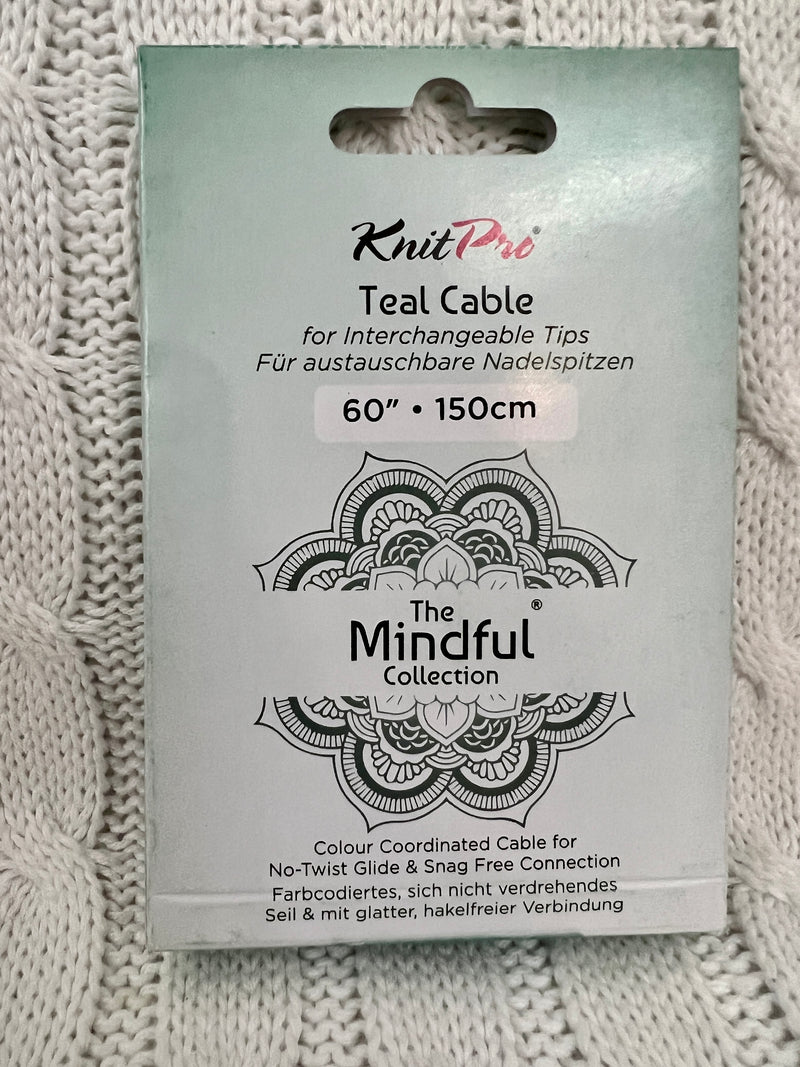 KnitPro®
Teal Cable
for Interchangeable Tips
Für austauschbare Nadelspitzen
60” • 150cm
The
Mindful®
Collection
Colour Coordinated Cable for
No-Twist Glide & Snag Free Connection
Farbcodiertes, sich nicht verdrehendes
Seil & mit glatter, hakelfreier Verbindung